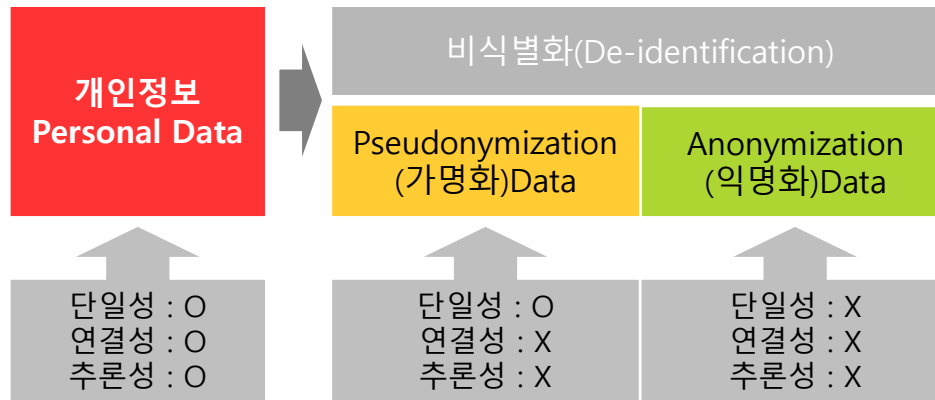 개인정보
Personal Data
비식별화(De-identification)
Pseudonymization
(가명화)Data
Anonymization
(익명화)Data
단일성 : O
연결성 : O
추론성 : O
단일성 : O
연결성 : X
추론성 : X
단일성 : X
연결성 : X
추론성 : X